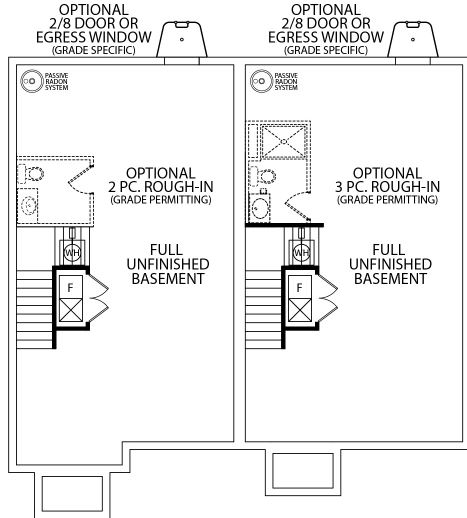 OPTIONAL
2/8 DOOR OR
EGRESS WINDOW
(GRADE SPECIFIC)
PASSIVE
RADON
SYSTEM
OPTIONAL
2 PC. ROUGH-IN
(GRADE PERMITTING)
WH
FULL
UNFINISHED
BASEMENT
F
OPTIONAL
2/8 DOOR OR
EGRESS WINDOW
(GRADE SPECIFIC)
PASSIVE
RADON
SYSTEM
OPTIONAL
3 PC. ROUGH-IN
(GRADE PERMITTING)
WH
FULL
UNFINISHED
BASEMENT
F